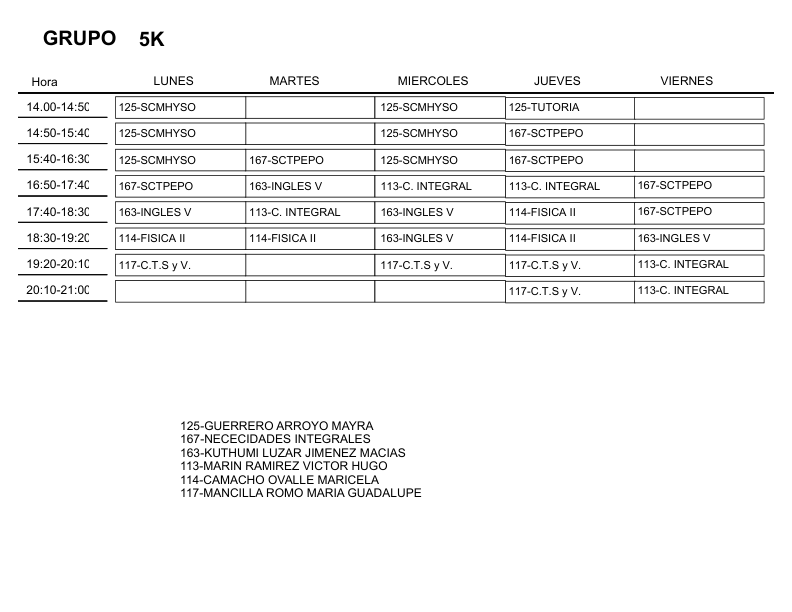 GRUPO 5K
Hora LUNES MARTES MIERCOLES JUEVES VIERNES
14.00-14:50 125-SCMHYSO 125-SCMHYSO 125-TUTORIA
14:50-15:40 125-SCMHYSO 125-SCMHYSO 167-SCTPEPO
15:40-16:30 125-SCMHYSO 167-SCTPEPO 125-SCMHYSO 167-SCTPEPO
16:50-17:40 167-SCTPEPO 163-INGLES V 113-C. INTEGRAL 113-C. INTEGRAL 167-SCTPEPO
17:40-18:30 163-INGLES V 113-C. INTEGRAL 163-INGLES V 114-FISICA II 167-SCTPEPO
18:30-19:20 114-FISICA II 114-FISICA II 163-INGLES V 114-FISICA II 163-INGLES V
19:20-20:10 117-C.T.S y V. 117-C.T.S y V. 117-C.T.S y V. 113-C. INTEGRAL
20:10-21:00 117-C.T.S y V. 113-C. INTEGRAL
125-GUERRERO ARROYO MAYRA
167-NECECIDADES INTEGRALES
163-KUTHUMI LUZAR JIMENEZ MACIAS
113-MARIN RAMIREZ VICTOR HUGO
114-CAMACHO OVALLE MARICELA
117-MANCILLA ROMO MARIA GUADALUPE